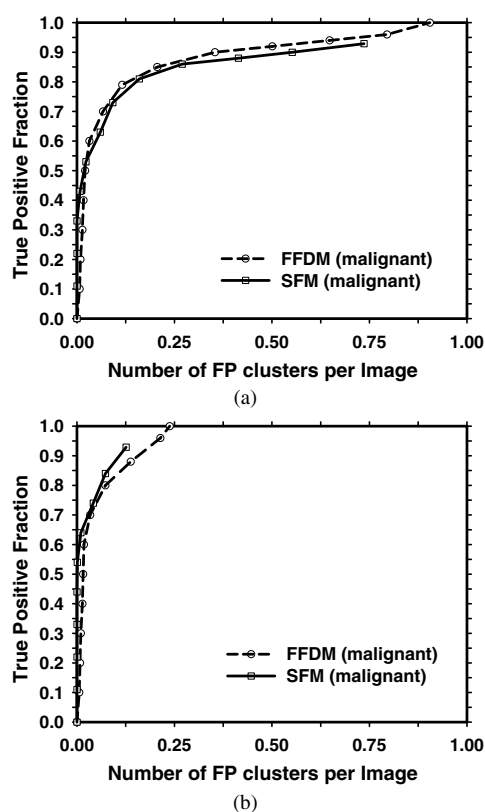 1.0
0.9
0.8
0.7
0.6
0.5
0.4
0.3
0.2
0.1
0.0
True Positive Fraction
FFDM (malignant)
SFM (malignant)
0.00 0.25 0.50 0.75 1.00
Number of FP clusters per Image
(a)
1.0
0.9
0.8
0.7
0.6
0.5
0.4
0.3
0.2
0.1
0.0
True Positive Fraction
FFDM (malignant)
SFM (malignant)
0.00 0.25 0.50 0.75 1.00
Number of FP clusters per Image
(b)